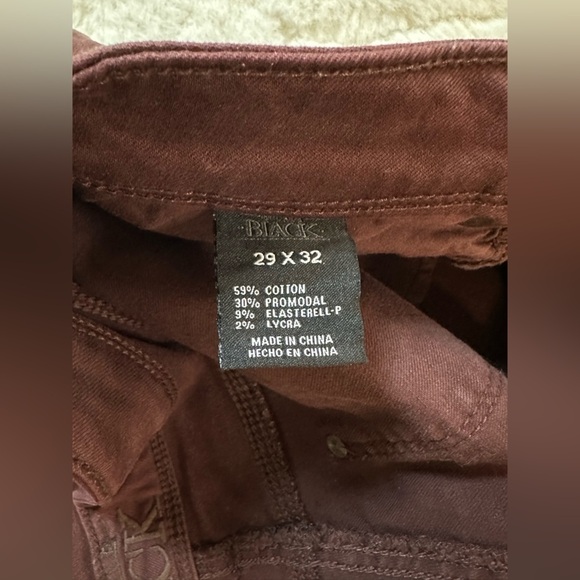 BLACK
29 X 32
59% COTTON
30% PROMODAL
9% ELASTERELL-P
2% LYCRA
MADE IN CHINA
HECHO EN CHINA